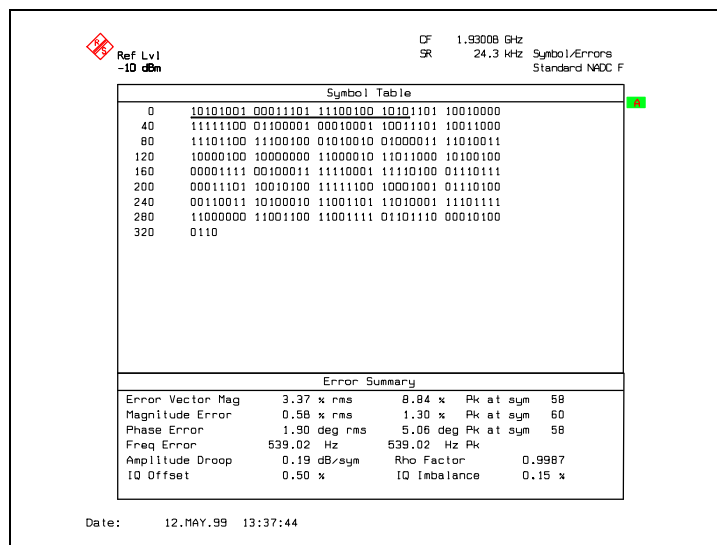 R S
CF 1.93008 GHz
Ref Lvl SR 24.3 kHz Symbol/Errors
-10 dBm Standard NADC F
Symbol Table
A
0 10101001 00011101 11100100 10101101 10010000
40 11111100 01100001 00010001 10011101 10011000
80 11101100 11100100 01010010 01000011 11010011
120 10000100 10000000 11000010 11011000 10100100
160 00001111 00100011 11110001 11110100 01110111
200 00011101 10010100 11111100 10001001 01110100
240 00110011 10100010 11001101 11010001 11101111
280 11000000 11001100 11001111 01101110 00010100
320 0110
Error Summary
Error Vector Mag 3.37 % rms 8.84 % Pk at sym 58
Magnitude Error 0.58 % rms 1.30 % Pk at sym 60
Phase Error 1.90 deg rms 5.06 deg Pk at sym 58
Freq Error 539.02 Hz 539.02 Hz Pk
Amplitude Droop 0.19 dB/sym Rho Factor 0.9987
IQ Offset 0.50 % IQ Imbalance 0.15 %
Date: 12.MAY.99 13:37:44